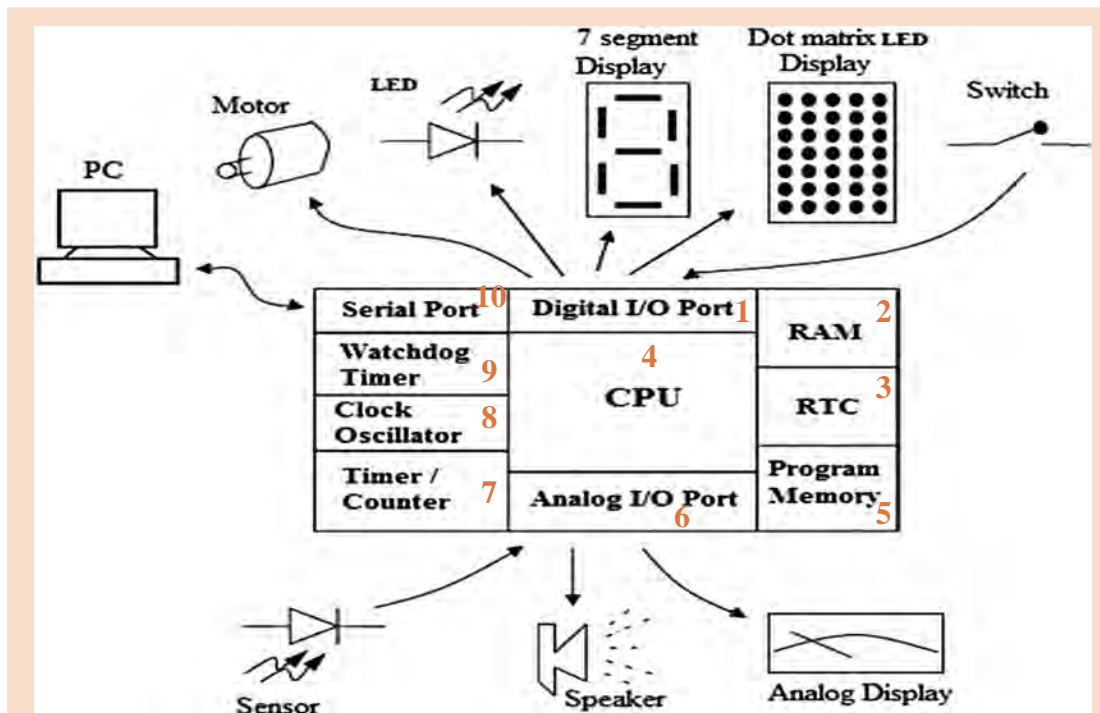 7 segment
Display
Dot matrix LED
Display
LED
Motor
Switch
PC
Serial Port 10
Digital I/O Port 1
RAM 2
Watchdog
Timer 9
CPU 4
RTC 3
Clock
Oscillator 8
Timer /
Counter 7
Analog I/O Port 6
Program
Memory 5
Sensor
Speaker
Analog Display